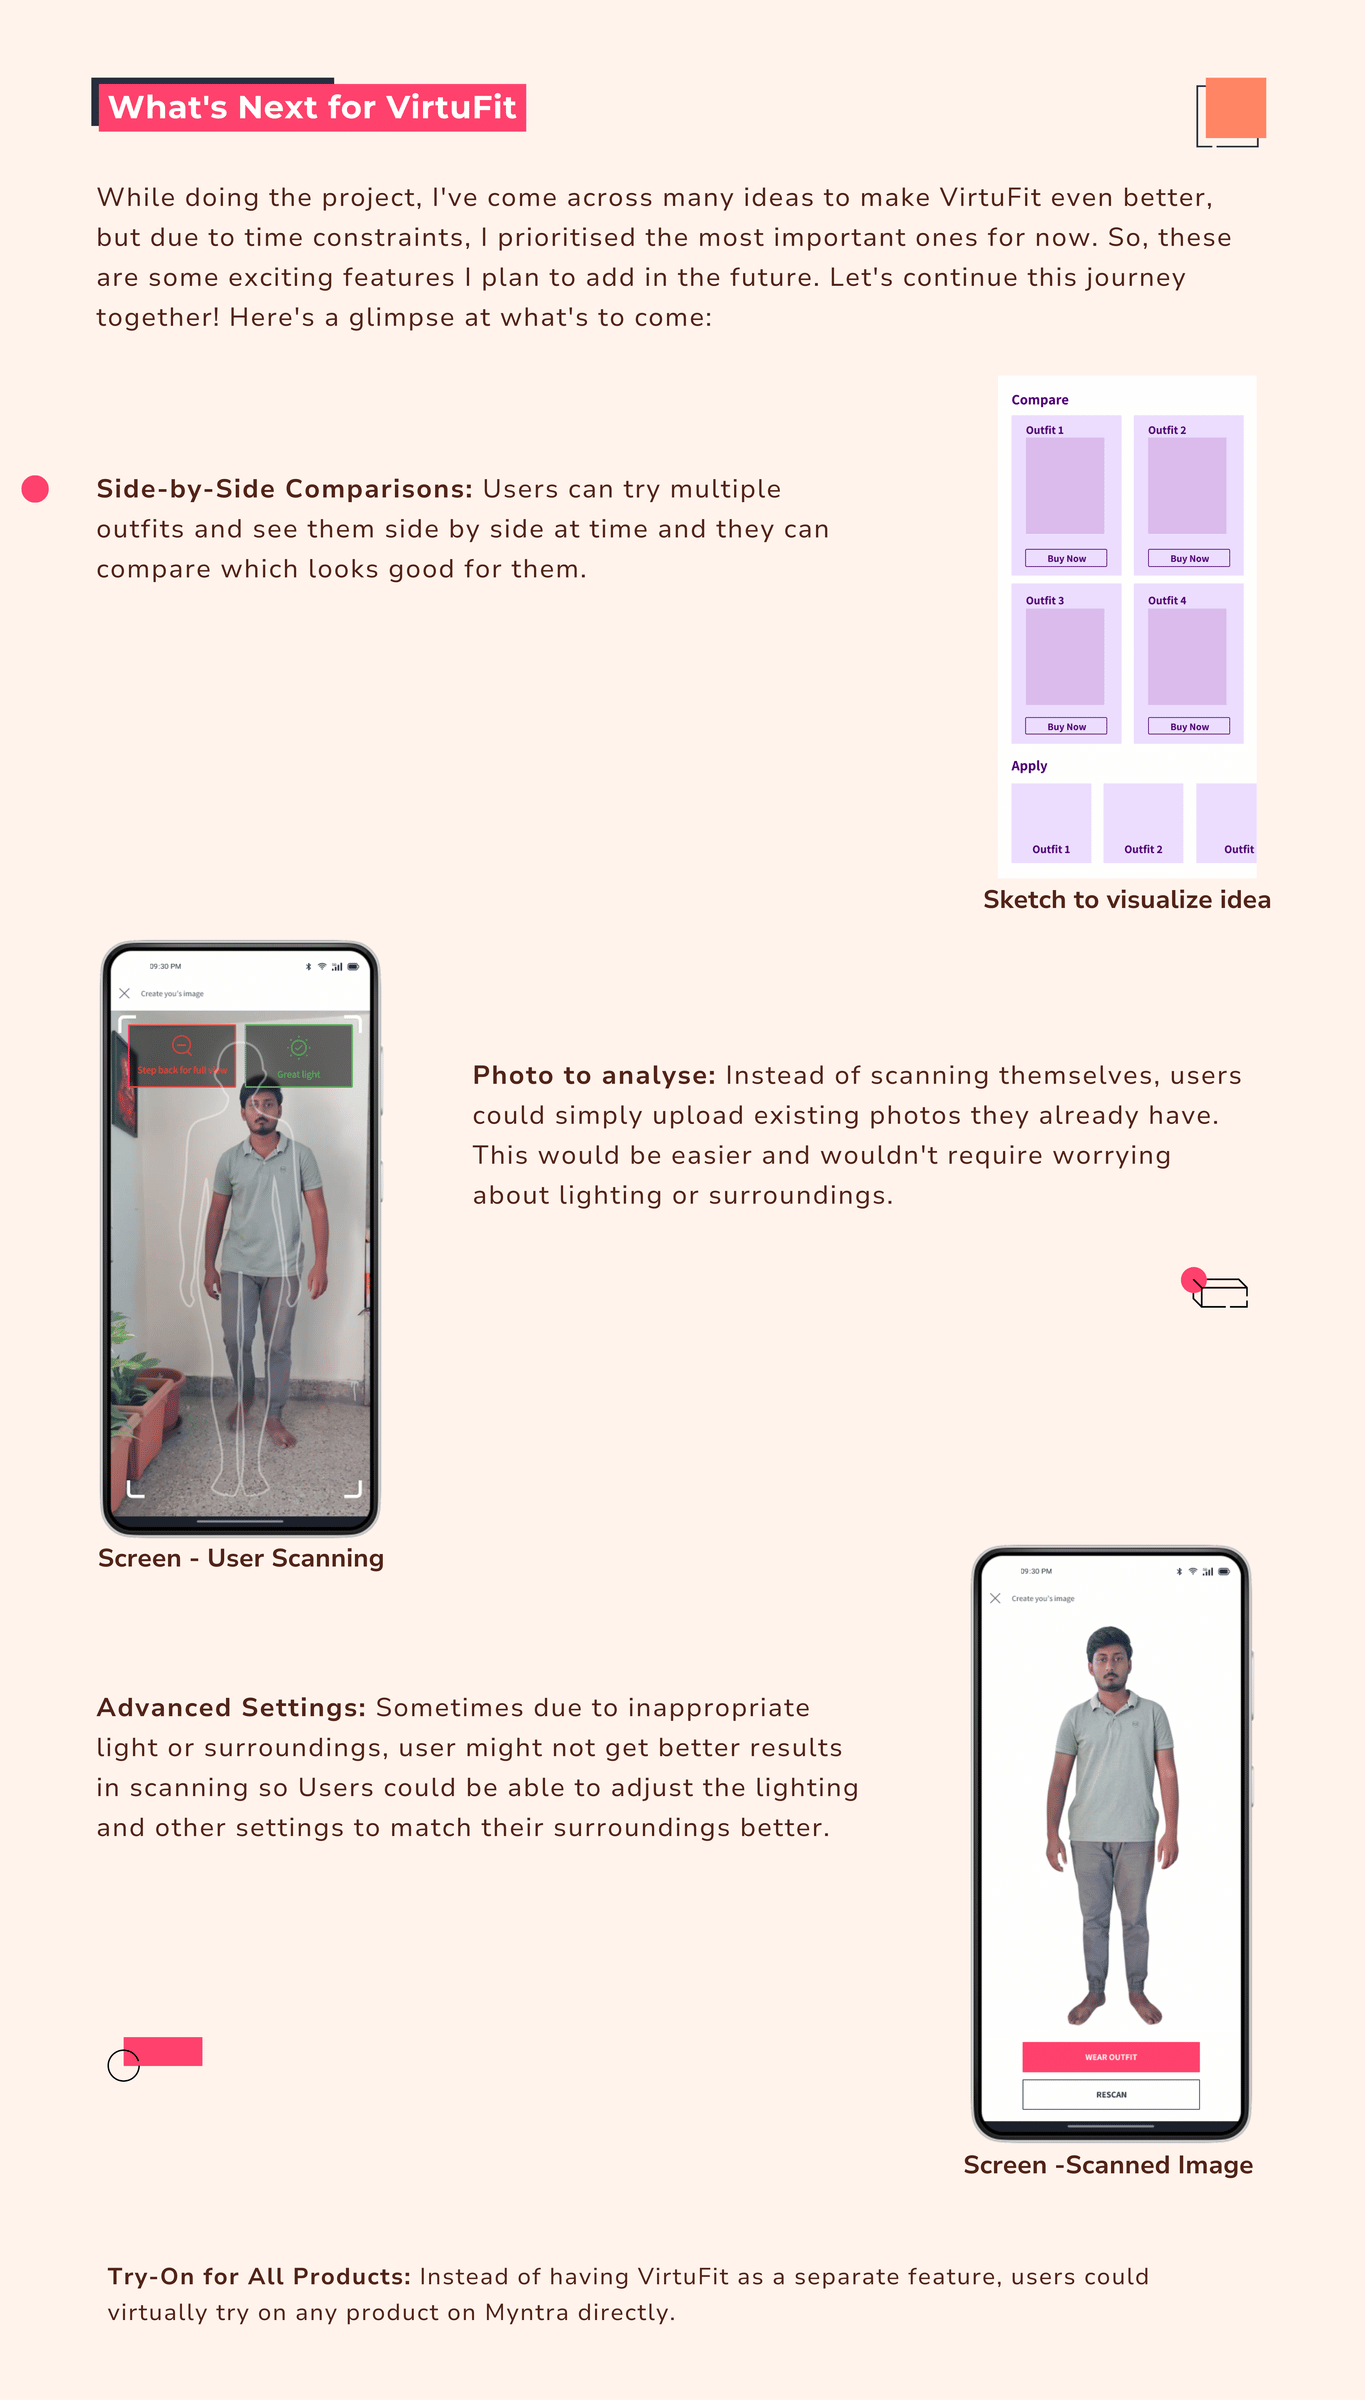 What's Next for VirtuFit
While doing the project, I've come across many ideas to make VirtuFit even better,
but due to time constraints, I prioritised the most important ones for now. So, these
are some exciting features I plan to add in the future. Let's continue this journey
together! Here's a glimpse at what's to come:
Compare
Outfit 1
Outfit 2
Buy Now
Buy Now
Outfit 3
Outfit 4
Buy Now
Buy Now
Apply
Outfit 1
Outfit 2
Outfit
Sketch to visualize idea
Side-by-Side Comparisons: Users can try multiple
outfits and see them side by side at time and they can
compare which looks good for them.
09:30 PM
Create you's image
Step back for full view
Great light
Screen - User Scanning
Photo to analyse: Instead of scanning themselves, users
could simply upload existing photos they already have.
This would be easier and wouldn't require worrying
about lighting or surroundings.
09:30 PM
Create you's image
WEAR OUTFIT
RESCAN
Screen -Scanned Image
Advanced Settings: Sometimes due to inappropriate
light or surroundings, user might not get better results
in scanning so Users could be able to adjust the lighting
and other settings to match their surroundings better.
Try-On for All Products: Instead of having VirtuFit as a separate feature, users could
virtually try on any product on Myntra directly.